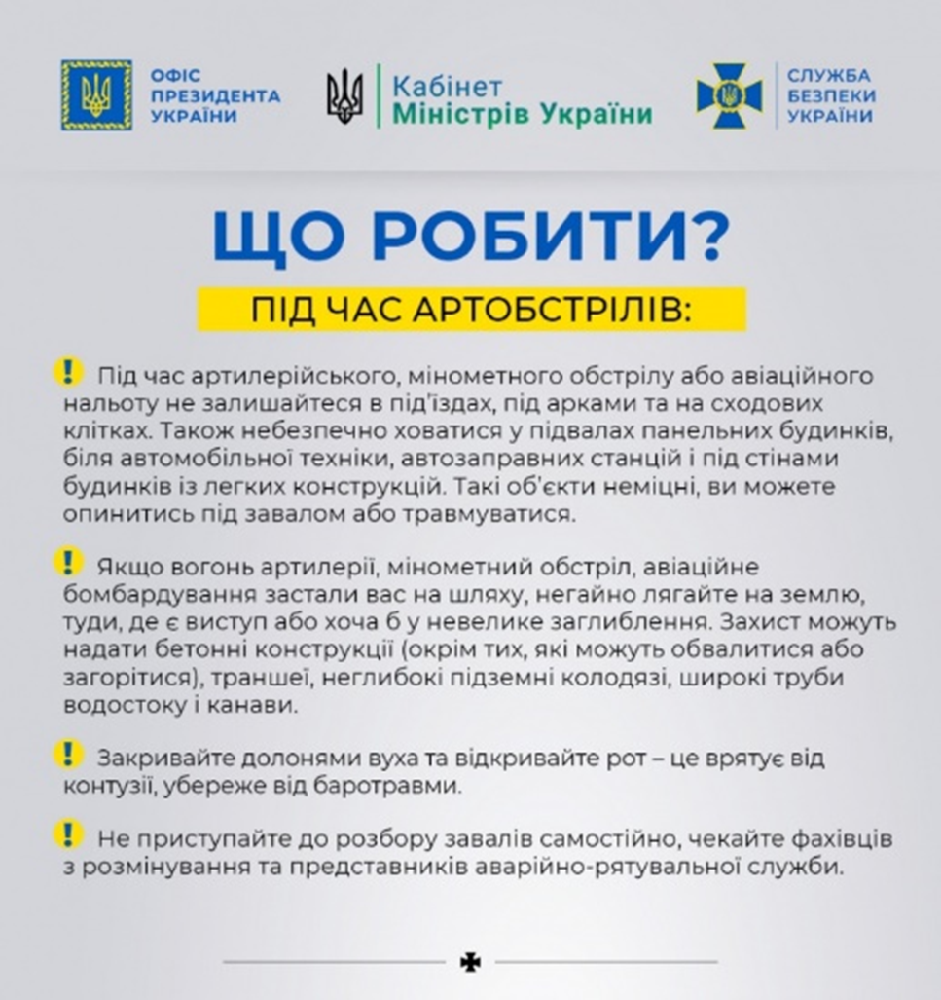 ОФІС
ПРЕЗИДЕНТА
УКРАЇНИ
Кабінет
Міністрів України
СЛУЖБА
БЕЗПЕКИ
УКРАЇНИ
ЩО РОБИТИ?
ПІД ЧАС АРТОБСТРІЛІВ:
! Під час артилерійського, мінометного обстрілу або авіаційного
нальоту не залишайтеся в під'їздах, під арками та на сходових
клітках. Також небезпечно ховатися у підвалах панельних будинків,
біля автомобільної техніки, автозаправних станцій і під стінами
будинків із легких конструкцій. Такі об'єкти неміцні, ви можете
опинитись під завалом або травмуватися.
! Якщо вогонь артилерії, мінометний обстріл, авіаційне
бомбардування застали вас на шляху, негайно лягайте на землю,
туди, де є виступ або хоча б у невелике заглиблення. Захист можуть
надати бетонні конструкції (окрім тих, які можуть обвалитися або
загорітися), траншеї, неглибокі підземні колодязі, широкі труби
водостоку і канави.
! Закривайте долонями вуха та відкривайте рот – це врятує від
контузії, убереже від баротравми.
! Не приступайте до розбору завалів самостійно, чекайте фахівців
з розмінування та представників аварійно-рятувальної служби.